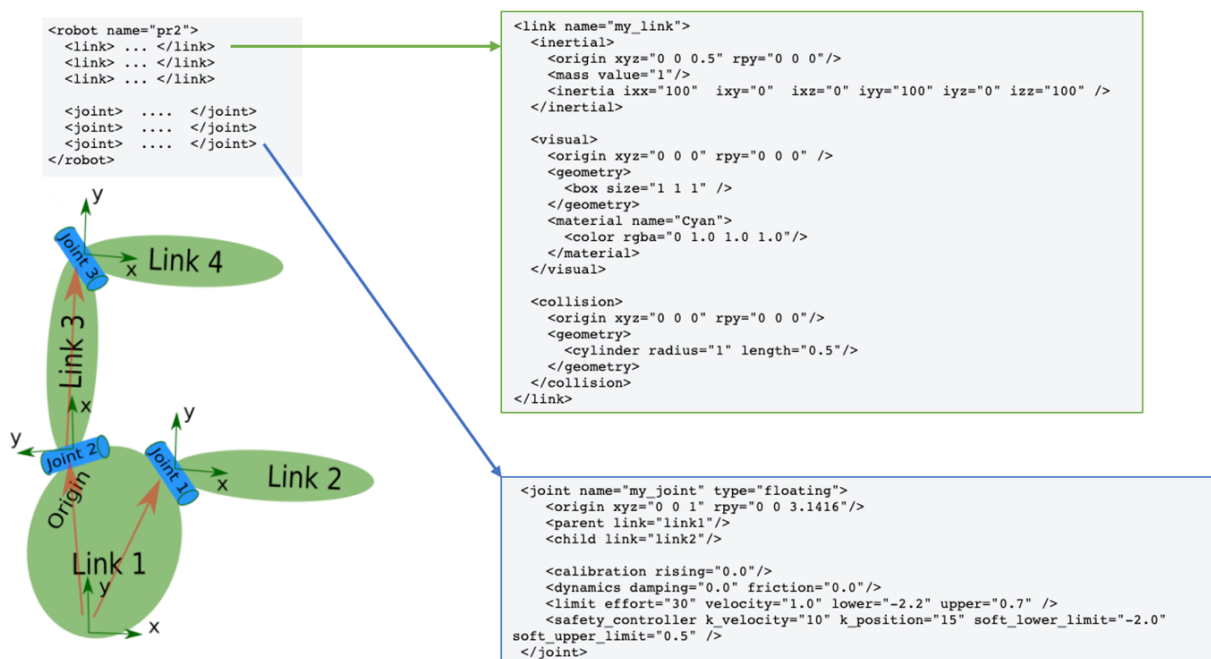 <robot name="pr2">
  <link> ... </link>
  <link> ... </link>
  <link> ... </link>

  <joint>  ....  </joint>
  <joint>  ....  </joint>
  <joint>  ....  </joint>
</robot>
<link name="my_link">
  <inertial>
    <origin xyz="0 0 0.5" rpy="0 0 0"/>
    <mass value="1"/>
    <inertia ixx="100"  ixy="0"  ixz="0" iyy="100" iyz="0" izz="100" />
  </inertial>

  <visual>
    <origin xyz="0 0 0" rpy="0 0 0" />
    <geometry>
      <box size="1 1 1" />
    </geometry>
    <material name="Cyan">
      <color rgba="0 1.0 1.0 1.0"/>
    </material>
  </visual>

  <collision>
    <origin xyz="0 0 0" rpy="0 0 0"/>
    <geometry>
      <cylinder radius="1" length="0.5"/>
    </geometry>
  </collision>
</link>
y
Joint 3
x
Link 4
Link 3
x
y
Joint 2
Origin
y
Joint 1
x
Link 2
Link 1
y
x
<joint name="my_joint" type="floating">
   <origin xyz="0 0 1" rpy="0 0 3.1416"/>
   <parent link="link1"/>
   <child link="link2"/>

   <calibration rising="0.0"/>
   <dynamics damping="0.0" friction="0.0"/>
   <limit effort="30" velocity="1.0" lower="-2.2" upper="0.7" />
   <safety_controller k_velocity="10" k_position="15" soft_lower_limit="-2.0"
soft_upper_limit="0.5" />
</joint>